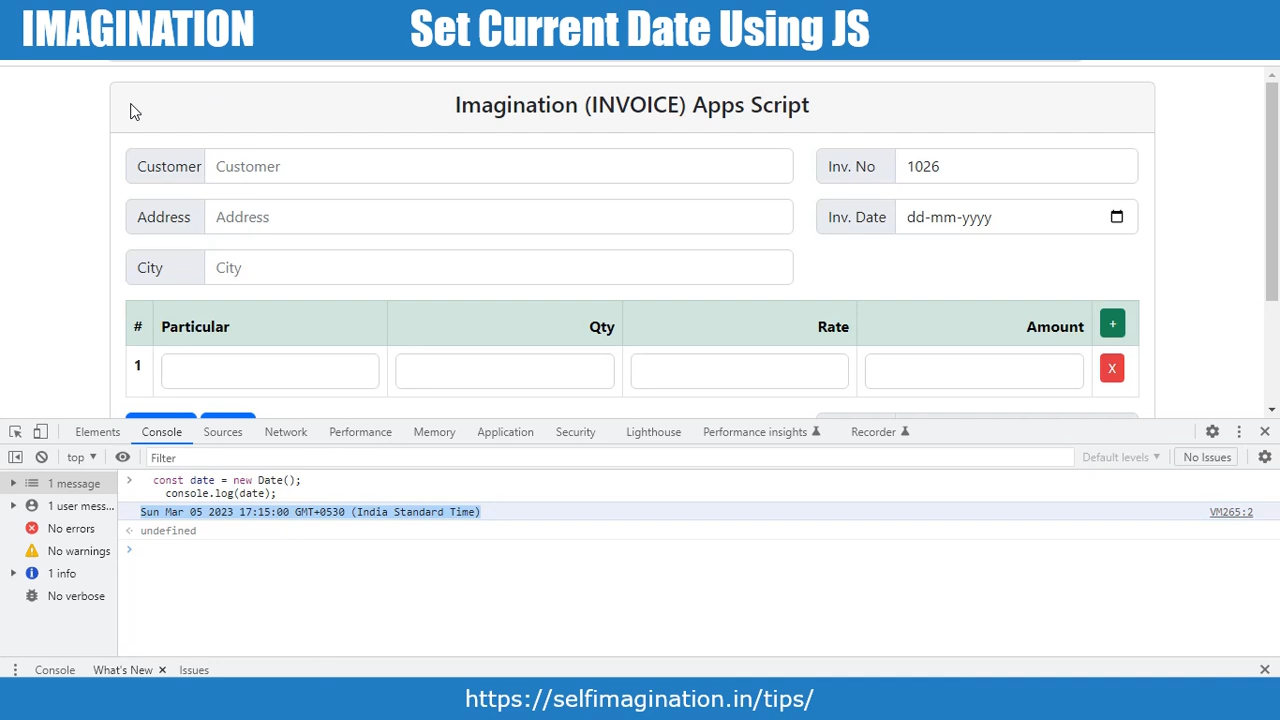 IMAGINATION
Set Current Date Using JS
Imagination (INVOICE) Apps Script
Customer Customer Inv. No 1026
Address Address Inv. Date dd-mm-yyyy
City City
# Particular Qty Rate Amount +
1 X
Elements Console Sources Network Performance Memory Application Security Lighthouse Performance insights Recorder
top Filter Default levels No Issues
1 message
1 user mess...
No errors
No warnings
1 info
No verbose
const date = new Date();
console.log(date);
Sun Mar 05 2023 17:15:00 GMT+0530 (India Standard Time) VM265:2
undefined
Console What's New Issues
https://selfimagination.in/tips/